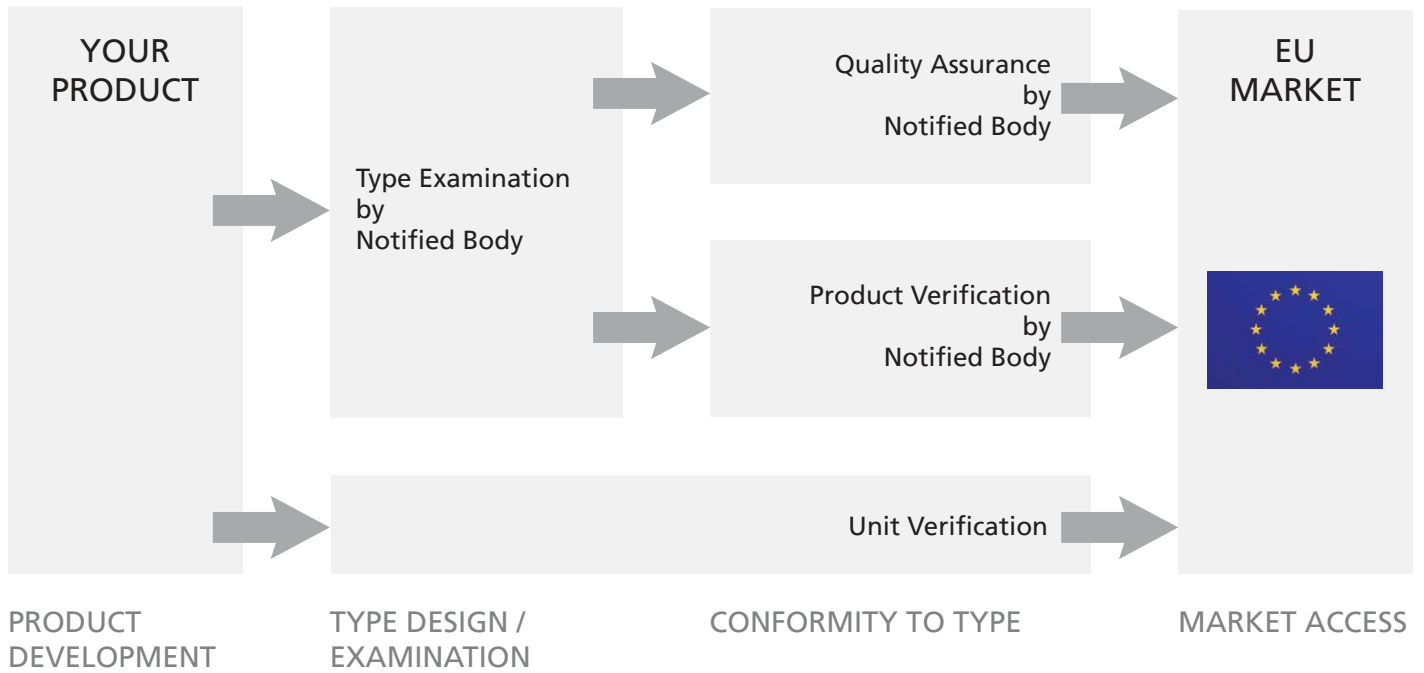 YOUR
PRODUCT
Type Examination
by
Notified Body
Quality Assurance
by
Notified Body
Product Verification
by
Notified Body
Unit Verification
EU
MARKET
PRODUCT
DEVELOPMENT
TYPE DESIGN /
EXAMINATION
CONFORMITY TO TYPE
MARKET ACCESS